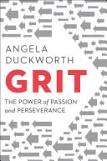 ANGELA
DUCKWORTH
GRIT
THE POWER of PASSION
and PERSEVERANCE